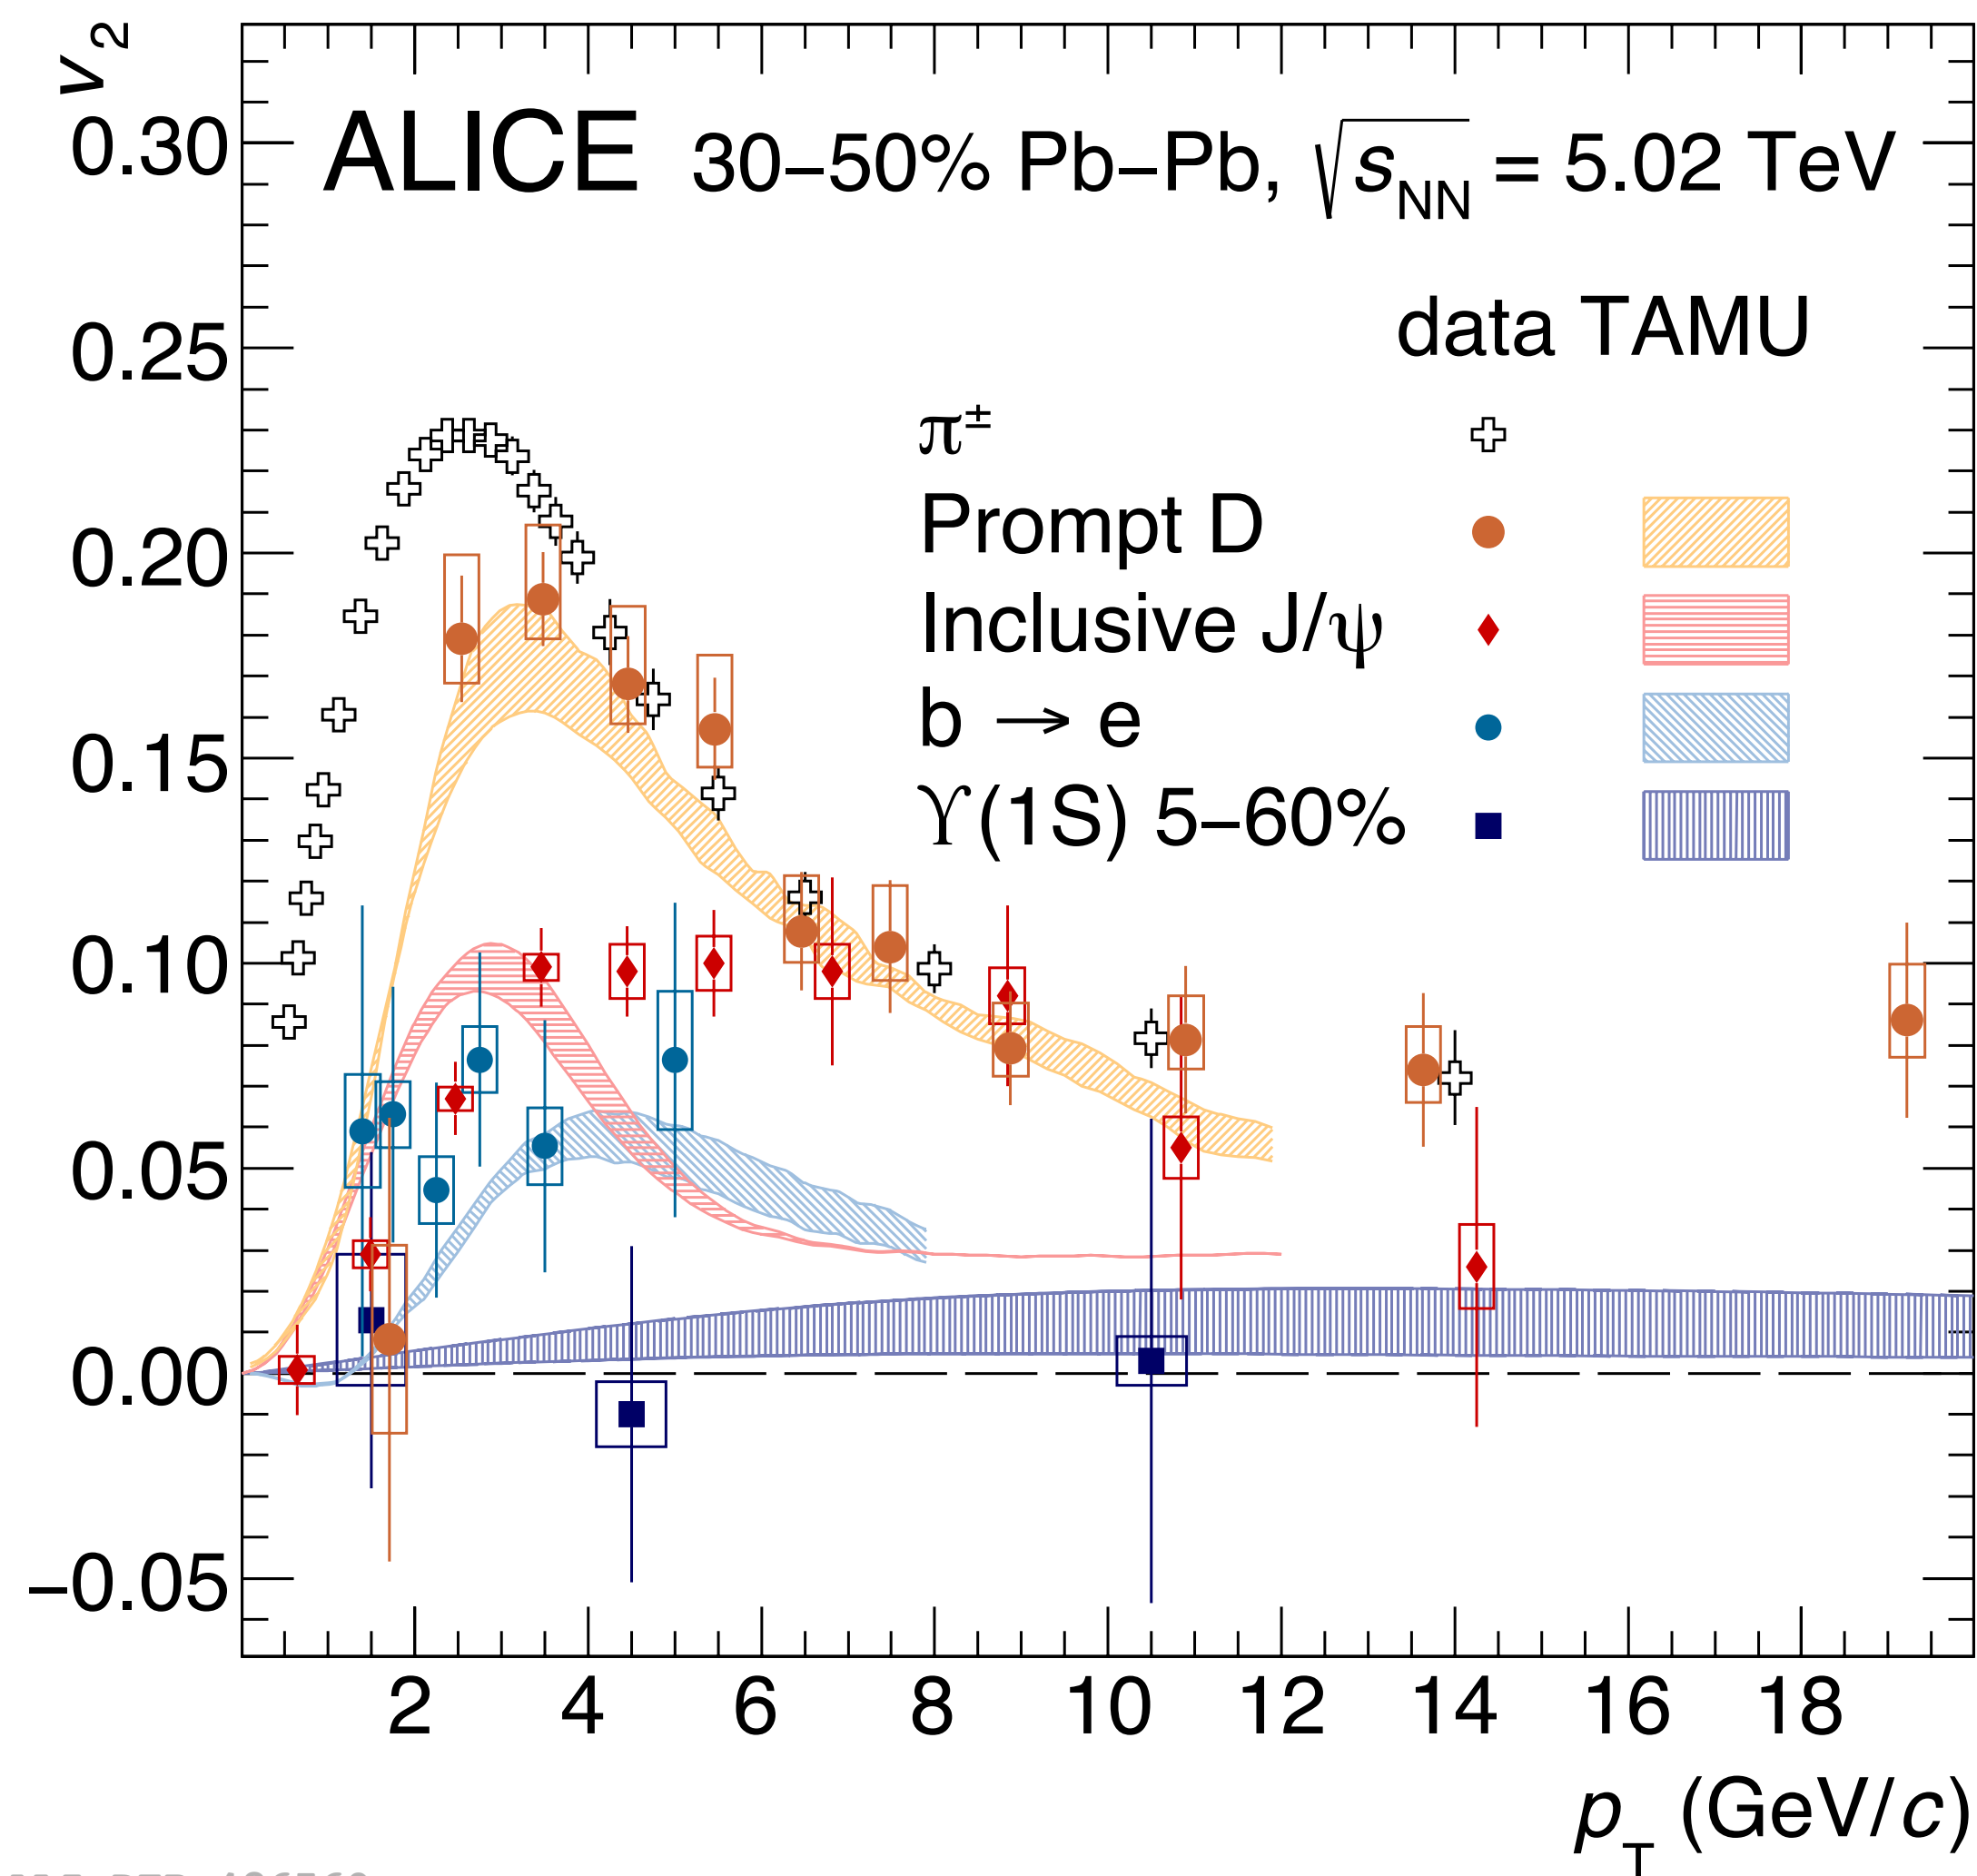 v2
ALICE 30–50% Pb–Pb, √sNN = 5.02 TeV
data TAMU
π±
Prompt D
Inclusive J/ψ
b → e
ϒ(1S) 5–60%
0.30
0.25
0.20
0.15
0.10
0.05
0.00
−0.05
2 4 6 8 10 12 14 16 18
pT (GeV/c)